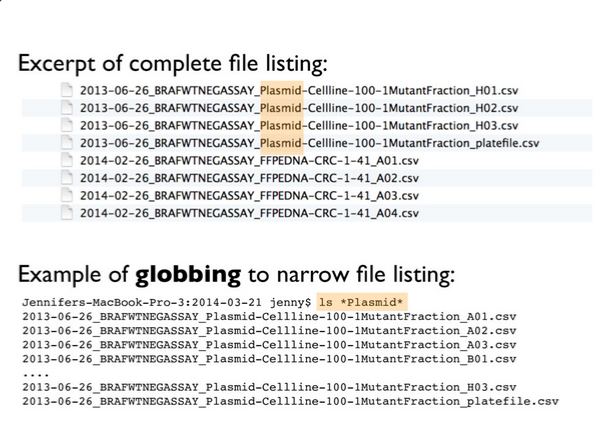 Excerpt of complete file listing:
2013-06-26_BRAFWTNEGASSAY_Plasmid-Cellline-100-1MutantFraction_H01.csv
2013-06-26_BRAFWTNEGASSAY_Plasmid-Cellline-100-1MutantFraction_H02.csv
2013-06-26_BRAFWTNEGASSAY_Plasmid-Cellline-100-1MutantFraction_H03.csv
2013-06-26_BRAFWTNEGASSAY_Plasmid-Cellline-100-1MutantFraction_platefile.csv
2014-02-26_BRAFWTNEGASSAY_FFPEDNA-CRC-1-41_A01.csv
2014-02-26_BRAFWTNEGASSAY_FFPEDNA-CRC-1-41_A02.csv
2014-02-26_BRAFWTNEGASSAY_FFPEDNA-CRC-1-41_A03.csv
2014-02-26_BRAFWTNEGASSAY_FFPEDNA-CRC-1-41_A04.csv
Example of globbing to narrow file listing:
Jennifers-MacBook-Pro-3:2014-03-21 jenny$ ls *Plasmid*
2013-06-26_BRAFWTNEGASSAY_Plasmid-Cellline-100-1MutantFraction_A01.csv
2013-06-26_BRAFWTNEGASSAY_Plasmid-Cellline-100-1MutantFraction_A02.csv
2013-06-26_BRAFWTNEGASSAY_Plasmid-Cellline-100-1MutantFraction_A03.csv
2013-06-26_BRAFWTNEGASSAY_Plasmid-Cellline-100-1MutantFraction_B01.csv
....
2013-06-26_BRAFWTNEGASSAY_Plasmid-Cellline-100-1MutantFraction_H03.csv
2013-06-26_BRAFWTNEGASSAY_Plasmid-Cellline-100-1MutantFraction_platefile.csv